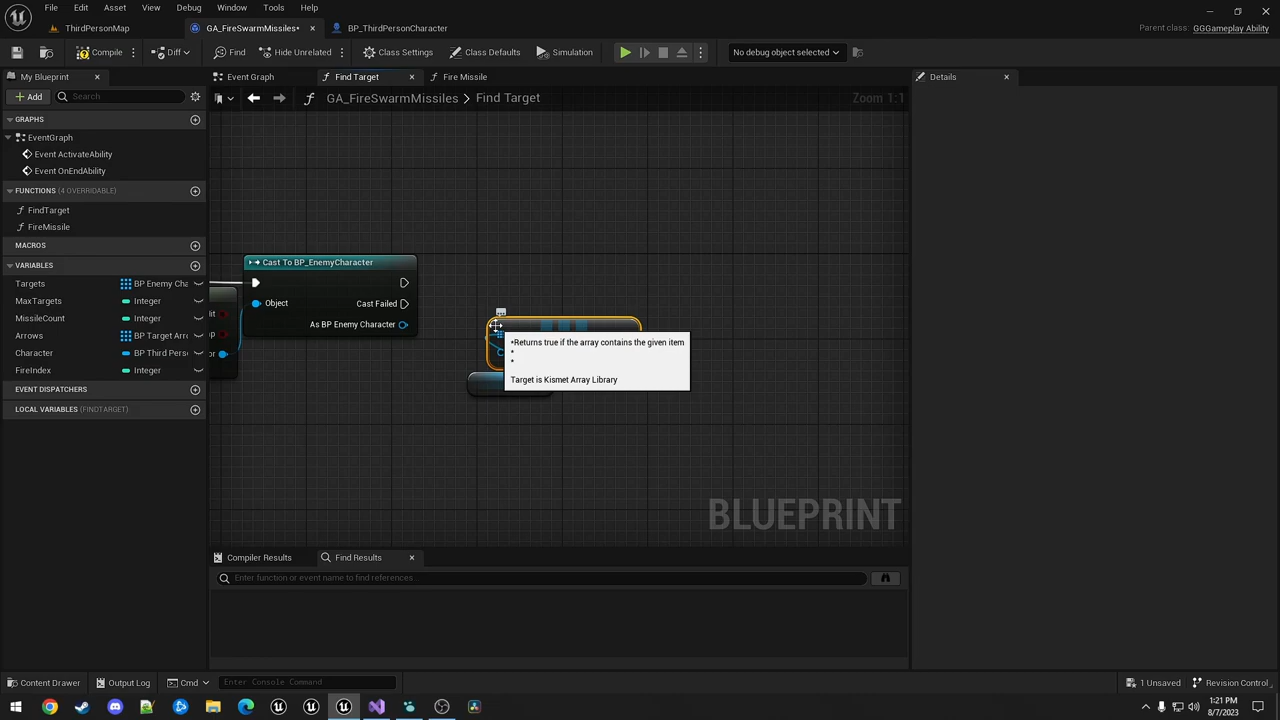 File
Edit
Asset
View
Debug
Window
Tools
Help
ThirdPersonMap
GA_FireSwarmMissiles*
BP_ThirdPersonCharacter
Parent class: GGGameplay Ability
Compile
Diff
Find
Hide Unrelated
Class Settings
Class Defaults
Simulation
No debug object selected
My Blueprint
Event Graph
Find Target
Fire Missile
Details
Add
Search
GA_FireSwarmMissiles > Find Target
Zoom 1:1
GRAPHS
EventGraph
Event ActivateAbility
Event OnEndAbility
FUNCTIONS (4 OVERRIDABLE)
FindTarget
FireMissile
MACROS
VARIABLES
Targets BP Enemy Cha
MaxTargets Integer
MissileCount Integer
Arrows BP Target Arr
Character BP Third Pers
FireIndex Integer
EVENT DISPATCHERS
LOCAL VARIABLES (FINDTARGET)
Cast To BP_EnemyCharacter
Object
Cast Failed
As BP Enemy Character
*Returns true if the array contains the given item
*
*
Target is Kismet Array Library
BLUEPRINT
Compiler Results
Find Results
Enter function or event name to find references...
Content Drawer
Output Log
Cmd
Enter Console Command
1 Unsaved
Revision Control
1:21 PM
8/7/2023